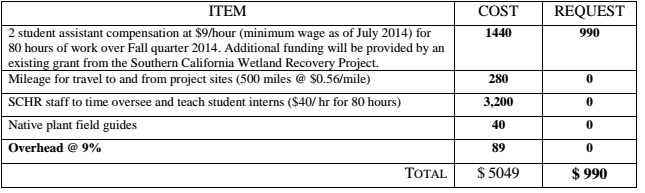 ITEM COST REQUEST
2 student assistant compensation at $9/hour (minimum wage as of July 2014) for 1440 990
80 hours of work over Fall quarter 2014. Additional funding will be provided by an
existing grant from the Southern California Wetland Recovery Project.
Mileage for travel to and from project sites (500 miles @ $0.56/mile) 280 0
SCHR staff to time oversee and teach student interns ($40/ hr for 80 hours) 3,200 0
Native plant field guides 40 0
Overhead @ 9% 89 0
TOTAL $ 5049 $ 990